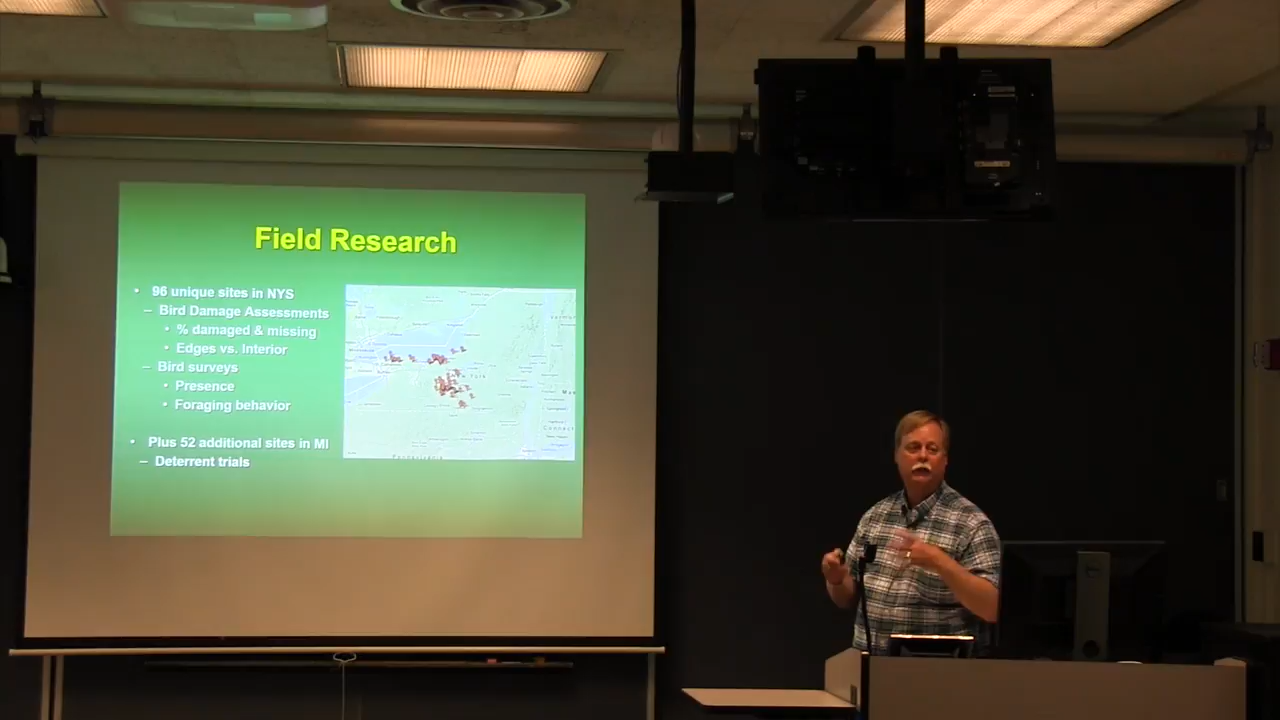 Field Research
• 96 unique sites in NYS
– Bird Damage Assessments
• % damaged & missing
• Edges vs. Interior
– Bird surveys
• Presence
• Foraging behavior
• Plus 52 additional sites in MI
– Deterrent trials
Pennsylvania